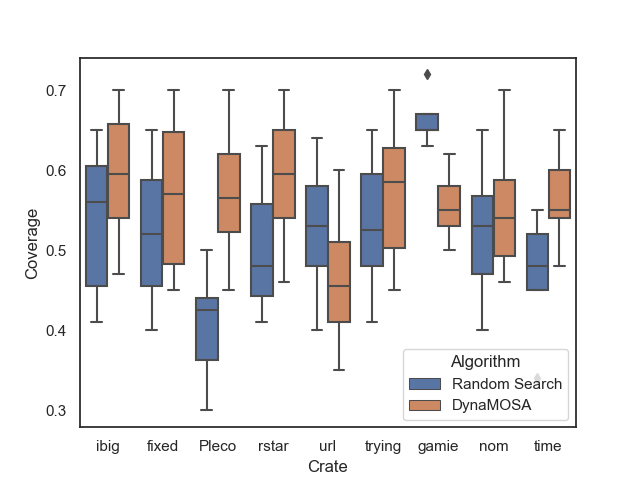 0.7
0.6
0.5
0.4
0.3
Coverage
ibig fixed Pleco rstar url trying gamie nom time
Crate
Algorithm
Random Search
DynaMOSA